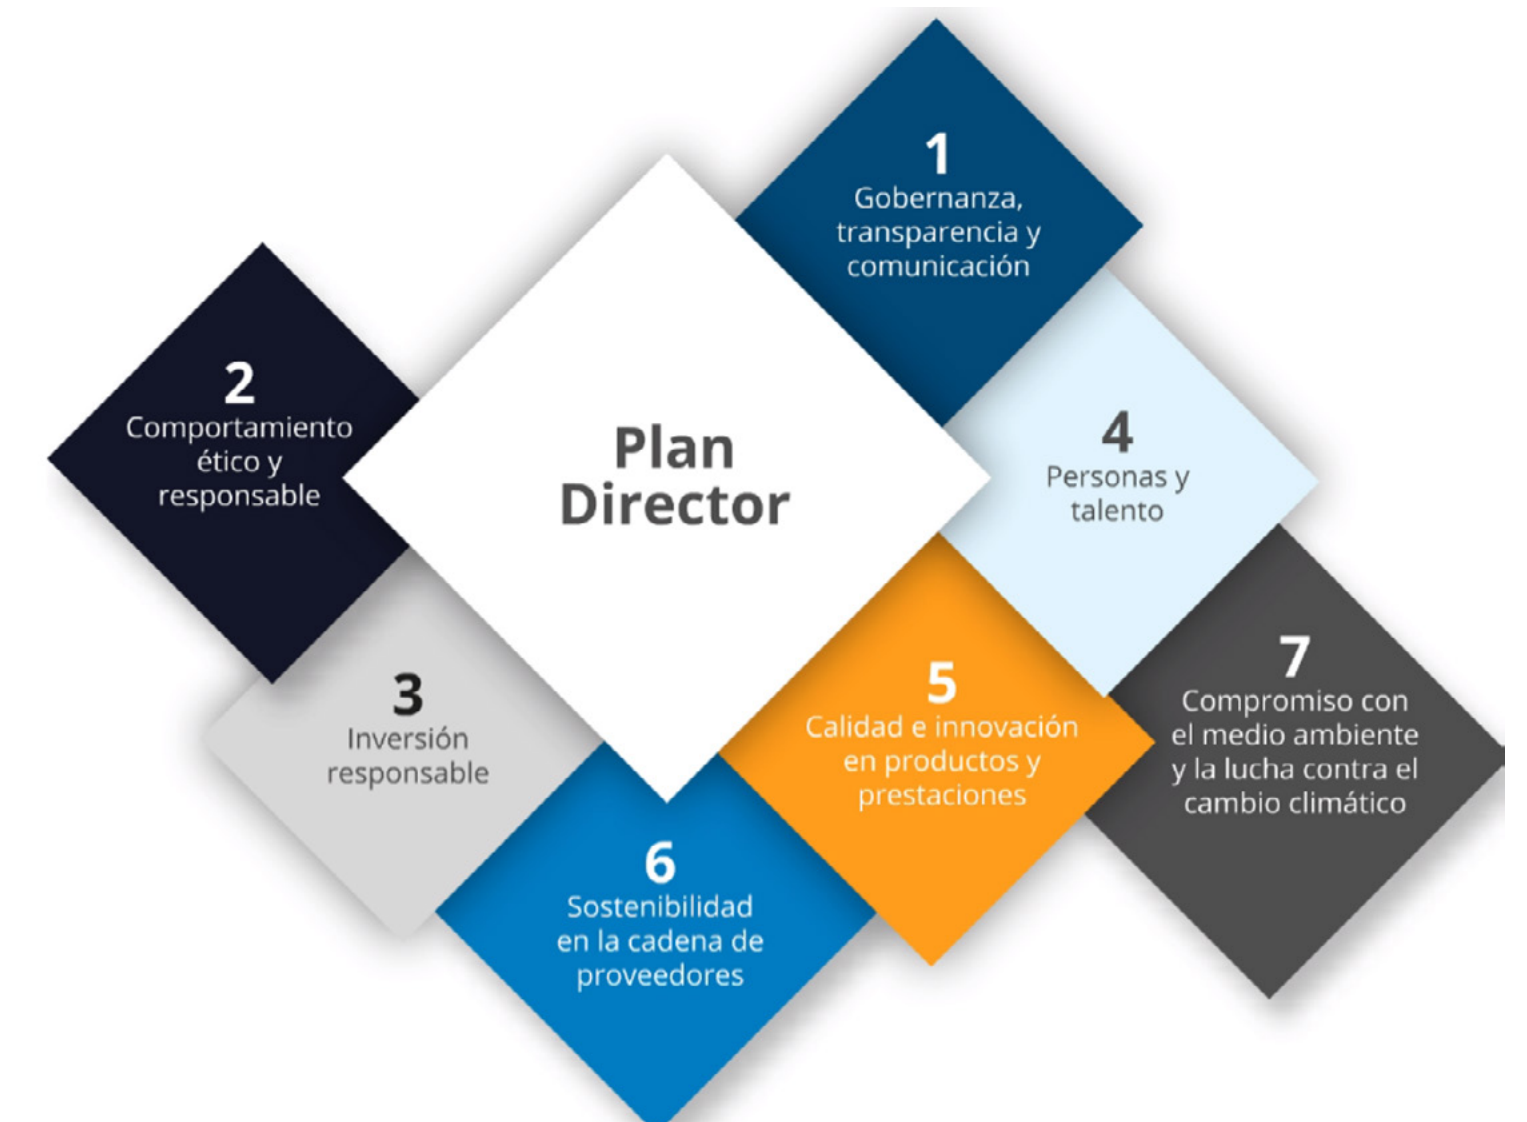 Plan
Director
1
Gobernanza,
transparencia y
comunicación
2
Comportamiento
ético y
responsable
3
Inversión
responsable
4
Personas y
talento
5
Calidad e innovación
en productos y
prestaciones
6
Sostenibilidad
en la cadena de
proveedores
7
Compromiso con
el medio ambiente
y la lucha contra el
cambio climático